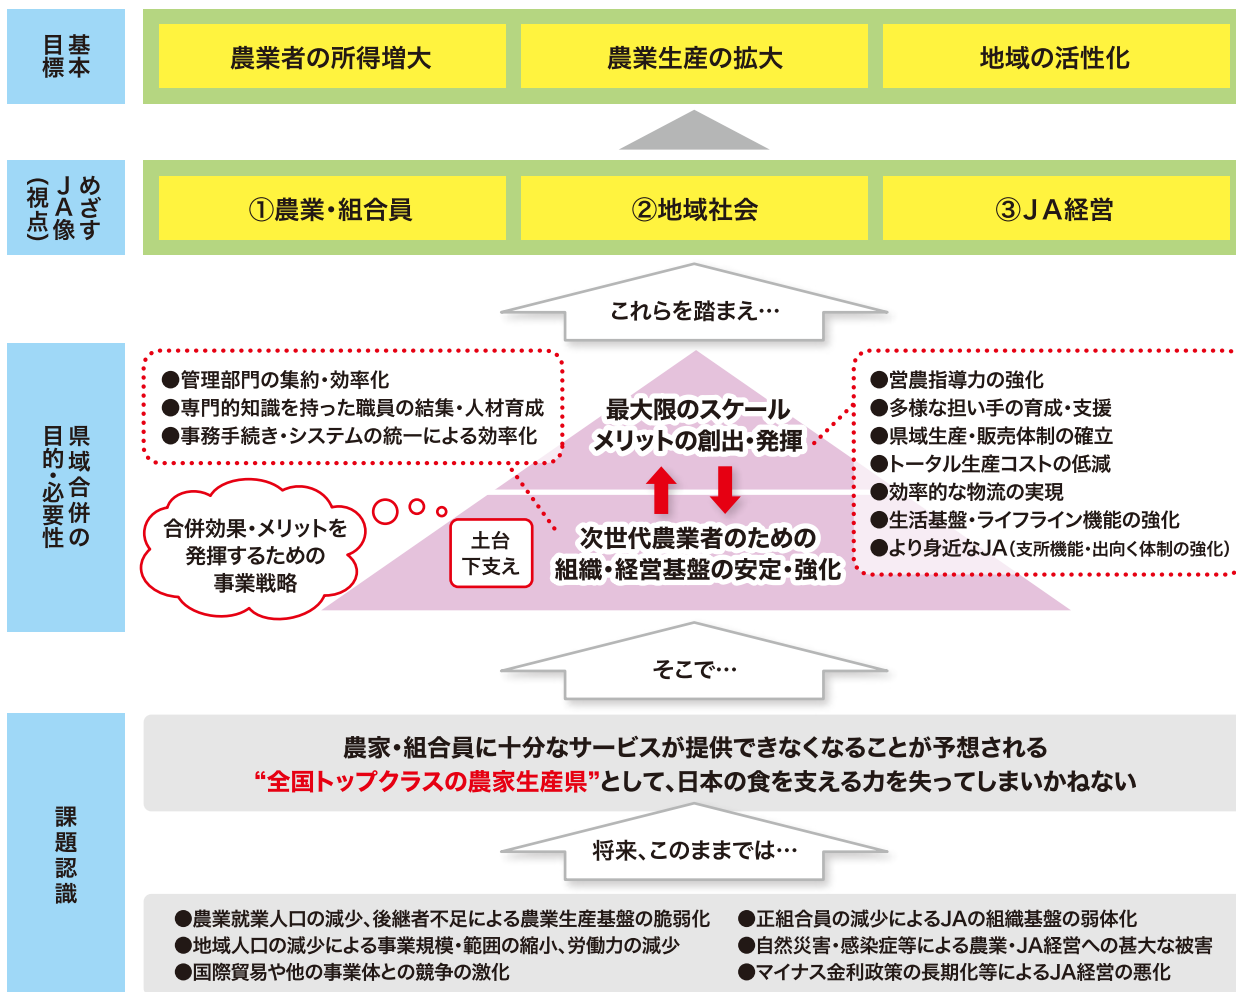 基本
目標
農業者の所得増大
農業生産の拡大
地域の活性化
めざす
JA像
(視点)
①農業・組合員
②地域社会
③JA経営
これらを踏まえ…
県域合併の
目的・必要性
●管理部門の集約・効率化
●専門的知識を持った職員の結集・人材育成
●事務手続き・システムの統一による効率化
最大限のスケール
メリットの創出・発揮
●営農指導力の強化
●多様な担い手の育成・支援
●県域生産・販売体制の確立
●トータル生産コストの低減
●効率的な物流の実現
●生活基盤・ライフライン機能の強化
●より身近なJA(支所機能・出向く体制の強化)
合併効果・メリットを
発揮するための
事業戦略
土台
下支え
次世代農業者のための
組織・経営基盤の安定・強化
そこで…
課題認識
農家・組合員に十分なサービスが提供できなくなることが予想される
“全国トップクラスの農家生産県”として、日本の食を支える力を失ってしまいかねない
将来、このままでは…
●農業就業人口の減少、後継者不足による農業生産基盤の脆弱化
●地域人口の減少による事業規模・範囲の縮小、労働力の減少
●国際貿易や他の事業体との競争の激化
●正組合員の減少によるJAの組織基盤の弱体化
●自然災害・感染症等による農業・JA経営への甚大な被害
●マイナス金利政策の長期化等によるJA経営の悪化